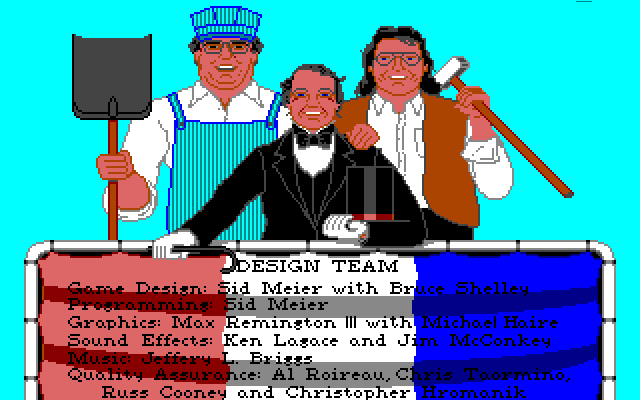 DESIGN TEAM
Game Design: Sid Meier with Bruce Shelley
Programming: Sid Meier
Graphics: Max Remington III with Michael Haire
Sound Effects: Ken Lagace and Jim McConkey
Music: Jeffery L. Briggs
Quality Assurance: Al Roireau, Chris Taormino,
Russ Cooney and Christopher Hromanik